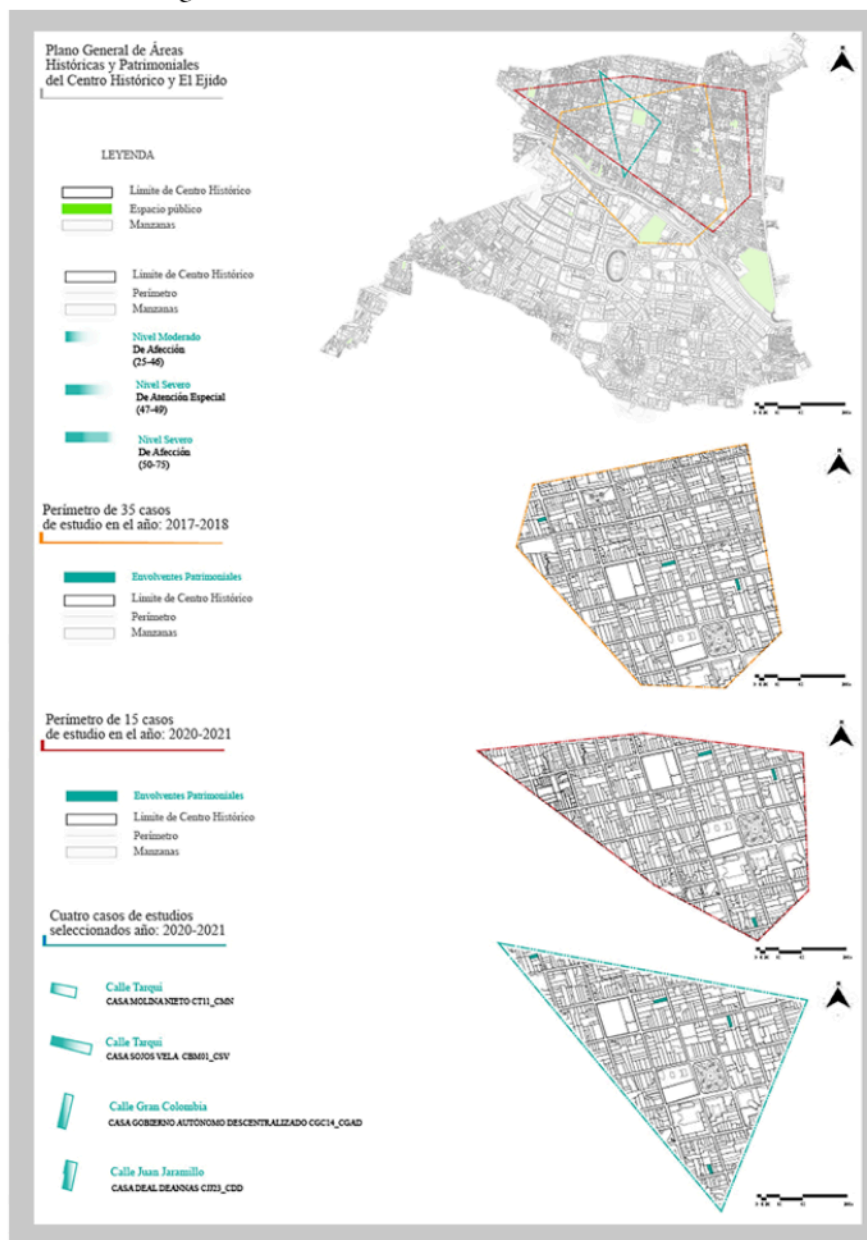 Plano General de Áreas
Históricas y Patrimoniales
del Centro Histórico y El Ejido
LEYENDA
Límite de Centro Histórico
Espacio público
Manzanas
Límite de Centro Histórico
Perímetro
Manzanas
Nivel Moderado
De Afección
(25-46)
Nivel Severo
De Atención Especial
(47-49)
Nivel Severo
De Afección
(50-75)
Perímetro de 35 casos
de estudio en el año: 2017-2018
Envolventes Patrimoniales
Límite de Centro Histórico
Perímetro
Manzanas
Perímetro de 15 casos
de estudio en el año: 2020-2021
Envolventes Patrimoniales
Límite de Centro Histórico
Perímetro
Manzanas
Cuatro casos de estudios
seleccionados año: 2020-2021
Calle Tarqui
CASA MOLINA NIETO CT11_CMN
Calle Tarqui
CASA SOJOS VELA CBM01_CSV
Calle Gran Colombia
CASA GOBIERNO AUTÓNOMO DESCENTRALIZADO CGC14_CGAD
Calle Juan Jaramillo
CASA DEAL DEANNAS CJJ23_CDD